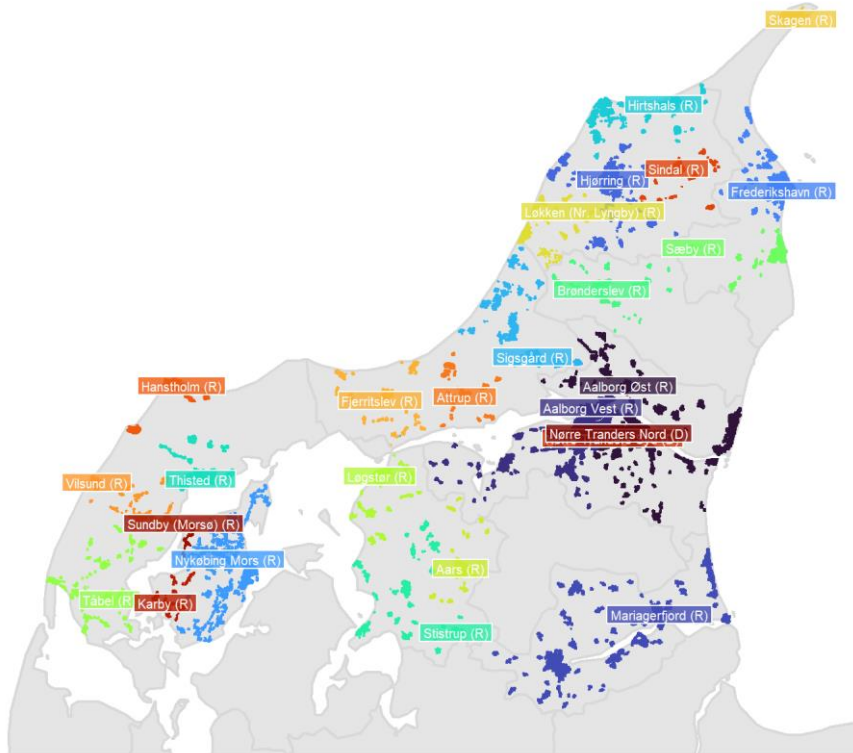 Skagen (R)
Hirtshals (R)
Sindal (R)
Hjørring (R)
Frederikshavn (R)
Løkken (Nr. Lyngby) (R)
Sæby (R)
Brønderslev (R)
Sigsgård (R)
Hanstholm (R)
Aalborg Øst (R)
Fjerritslev (R)
Attrup (R)
Aalborg Vest (R)
Nørre Tranders Nord (D)
Løgstør (R)
Thisted (R)
Vilsund (R)
Sundby (Morsø) (R)
Nykøbing Mors (R)
Aars (R)
Tåbel (R
Karby (R)
Mariagerfjord (R)
Stistrup (R)